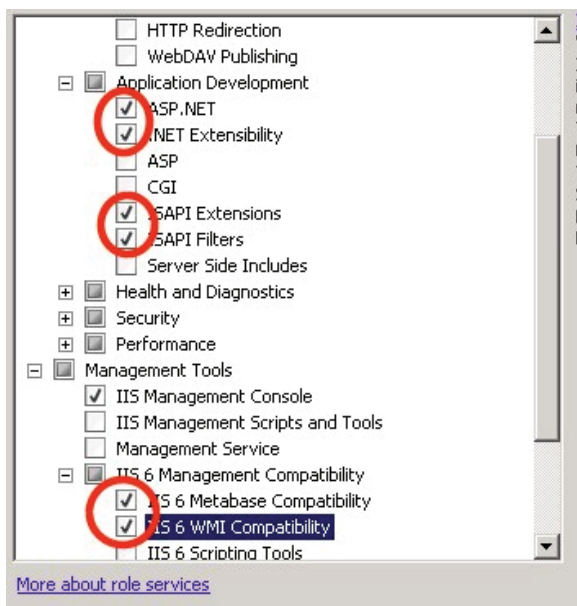 HTTP Redirection
WebDAV Publishing
Application Development
ASP.NET
.NET Extensibility
ASP
CGI
ISAPI Extensions
ISAPI Filters
Server Side Includes
Health and Diagnostics
Security
Performance
Management Tools
IIS Management Console
IIS Management Scripts and Tools
Management Service
IIS 6 Management Compatibility
IIS 6 Metabase Compatibility
IIS 6 WMI Compatibility
IIS 6 Scripting Tools
More about role services